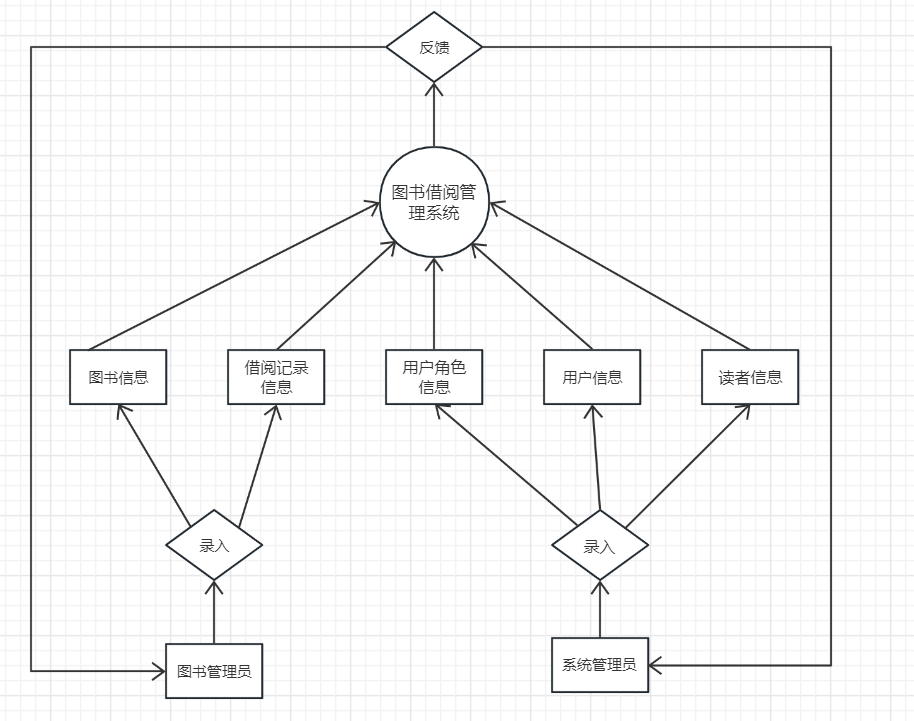 反馈
图书借阅管
理系统
图书信息
借阅记录
信息
用户角色
信息
用户信息
读者信息
录入
录入
图书管理员
系统管理员